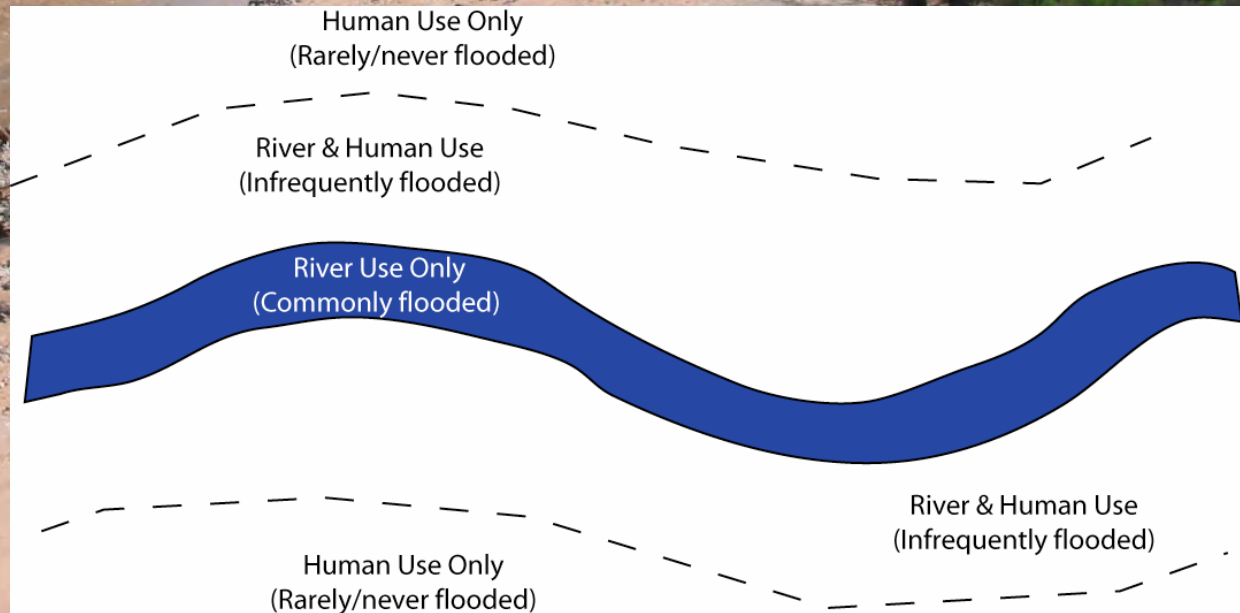 Human Use Only
(Rarely/never flooded)
River & Human Use
(Infrequently flooded)
River Use Only
(Commonly flooded)
River & Human Use
(Infrequently flooded)
Human Use Only
(Rarely/never flooded)